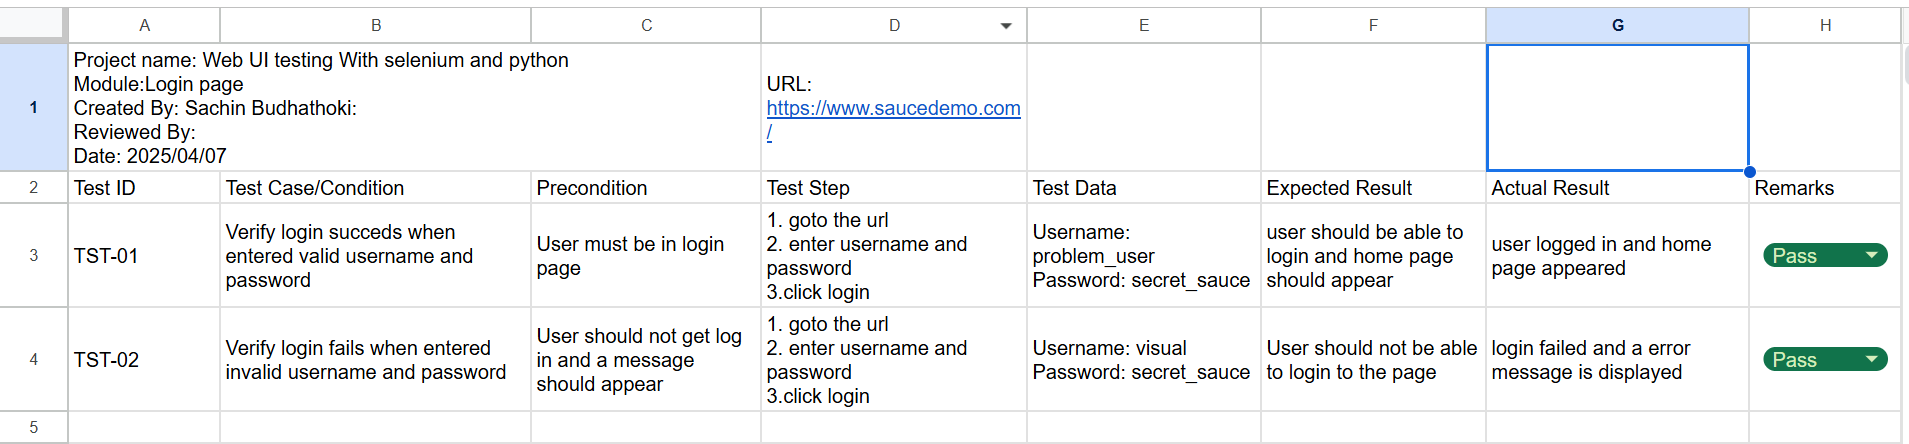 A B C D E F G H
1
Project name: Web UI testing With selenium and python
Module:Login page
Created By: Sachin Budhathoki:
Reviewed By:
Date: 2025/04/07
URL:
https://www.saucedemo.com
/
2
Test ID
Test Case/Condition
Precondition
Test Step
Test Data
Expected Result
Actual Result
Remarks
3
TST-01
Verify login succeds when
entered valid username and
password
User must be in login
page
1. goto the url
2. enter username and
password
3.click login
Username:
problem_user
Password: secret_sauce
user should be able to
login and home page
should appear
user logged in and home
page appeared
Pass
4
TST-02
Verify login fails when entered
invalid username and password
User should not get log
in and a message
should appear
1. goto the url
2. enter username and
password
3.click login
Username: visual
Password: secret_sauce
User should not be able
to login to the page
login failed and a error
message is displayed
Pass
5